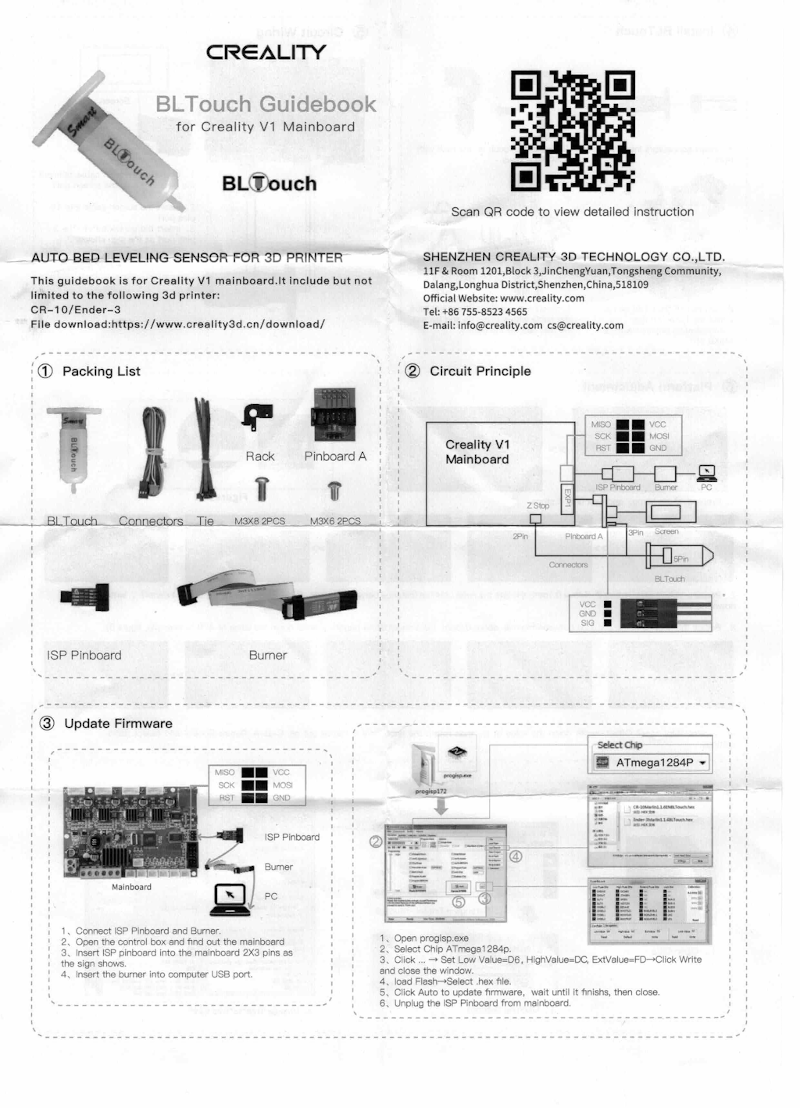 CREALITY
BLTouch Guidebook
for Creality V1 Mainboard
Smart
BLTouch
BLTouch
Scan QR code to view detailed instruction
AUTO BED LEVELING SENSOR FOR 3D PRINTER
This guidebook is for Creality V1 mainboard.It include but not
limited to the following 3d printer:
CR-10/Ender-3
File download:https://www.creality3d.cn/download/
SHENZHEN CREALITY 3D TECHNOLOGY CO.,LTD.
11F & Room 1201,Block 3,JinChengYuan,Tongsheng Community,
Dalang,Longhua District,Shenzhen,China,518109
Official Website: www.creality.com
Tel: +86 755-8523 4565
E-mail: info@creality.com cs@creality.com
① Packing List
Smart
BLTouch
Rack
Pinboard A
BLTouch Connectors Tie M3X8 2PCS M3X6 2PCS
ISP Pinboard Burner
② Circuit Principle
Creality V1
Mainboard
MISO VCC
SCK MOSI
RST GND
ISP Pinboard Burner PC
EXP1
Z Stop
2Pin Pinboard A 3Pin Screen
5Pin
Connectors
BLTouch
VCC
GND
SIG
③ Update Firmware
MISO VCC
SCK MOSI
RST GND
ISP Pinboard
Burner
PC
Mainboard
1、Connect ISP Pinboard and Burner.
2、Open the control box and find out the mainboard
3、Insert ISP pinboard into the mainboard 2X3 pins as
the sign shows.
4、Insert the burner into computer USB port.
progisp.exe
progisp172
Select Chip
ATmega1284P
②
④
⑤ ③
1、Open progisp.exe
2、Select Chip ATmega1284p.
3、Click ... → Set Low Value=D6, HighValue=DC, ExtValue=FD→Click Write
and close the window.
4、load Flash→Select .hex file.
5、Click Auto to update firmware，wait until it finishs, then close.
6、Unplug the ISP Pinboard from mainboard.